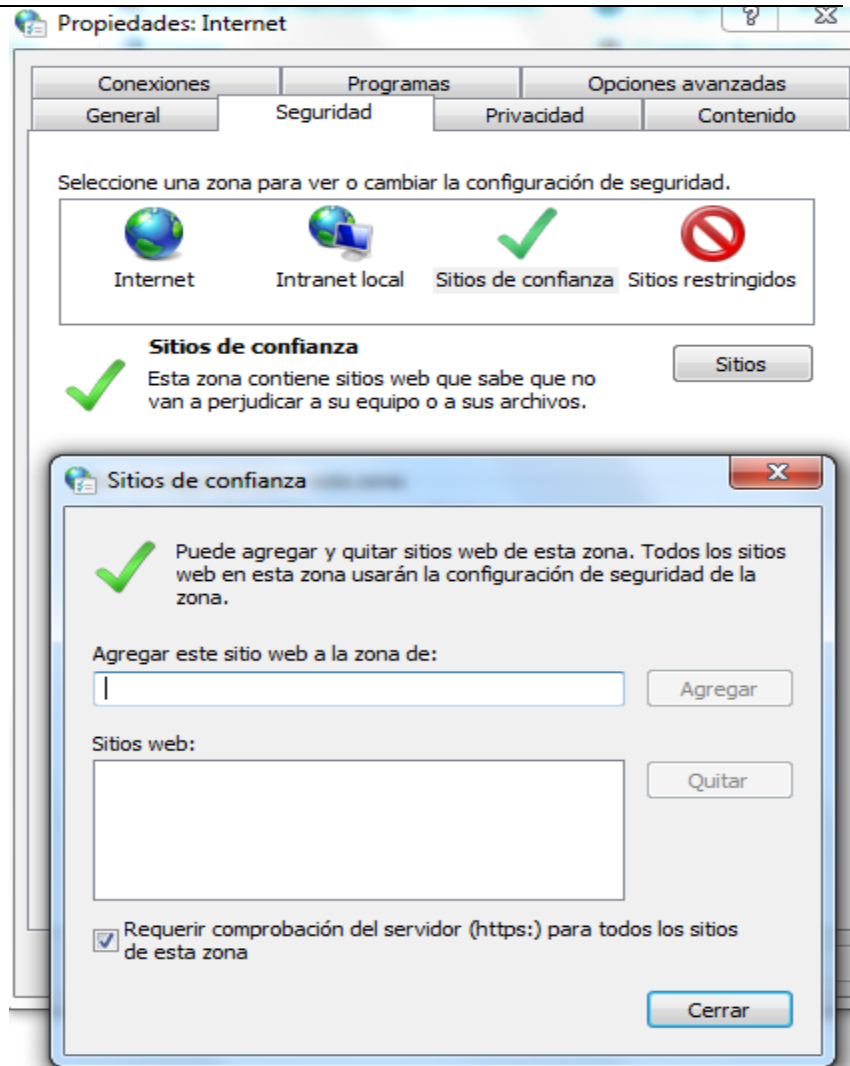 Propiedades: Internet
Conexiones Programas Opciones avanzadas
General Seguridad Privacidad Contenido
Seleccione una zona para ver o cambiar la configuración de seguridad.
Internet Intranet local Sitios de confianza Sitios restringidos
Sitios de confianza
Sitios
Esta zona contiene sitios web que sabe que no
van a perjudicar a su equipo o a sus archivos.
Sitios de confianza
Puede agregar y quitar sitios web de esta zona. Todos los sitios
web en esta zona usarán la configuración de seguridad de la
zona.
Agregar este sitio web a la zona de:
Agregar
Sitios web:
Quitar
Requerir comprobación del servidor (https:) para todos los sitios
de esta zona
Cerrar